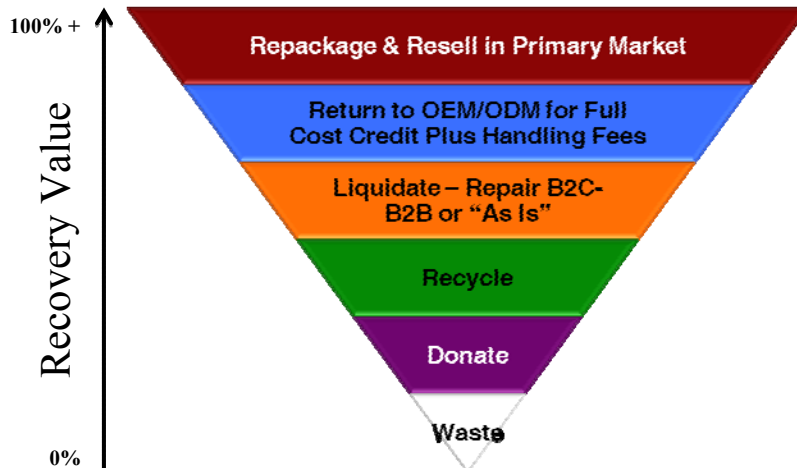 100% +
Recovery Value
0%
Repackage & Resell in Primary Market
Return to OEM/ODM for Full
Cost Credit Plus Handling Fees
Liquidate – Repair B2C-
B2B or “As Is”
Recycle
Donate
Waste